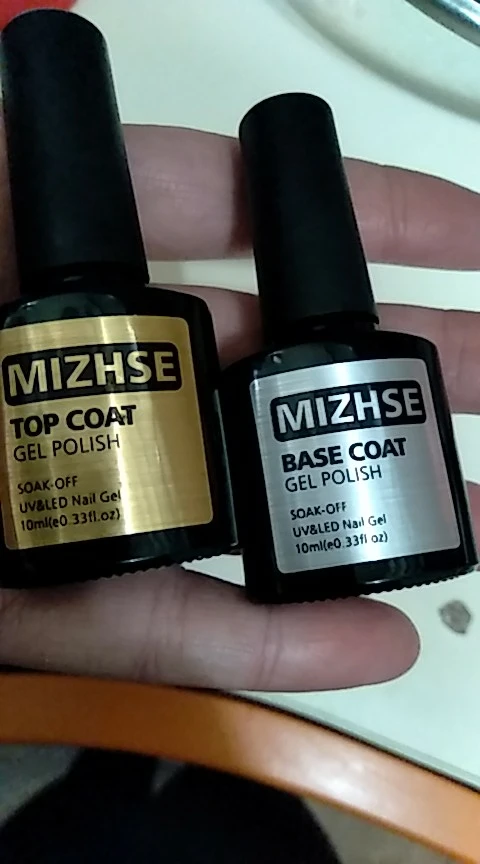 MIZHSE
TOP COAT
GEL POLISH
SOAK-OFF
UV&LED Nail Gel
10ml(e0.33fl.oz)
MIZHSE
BASE COAT
GEL POLISH
SOAK-OFF
UV&LED Nail Gel
10ml(e0.33fl oz)